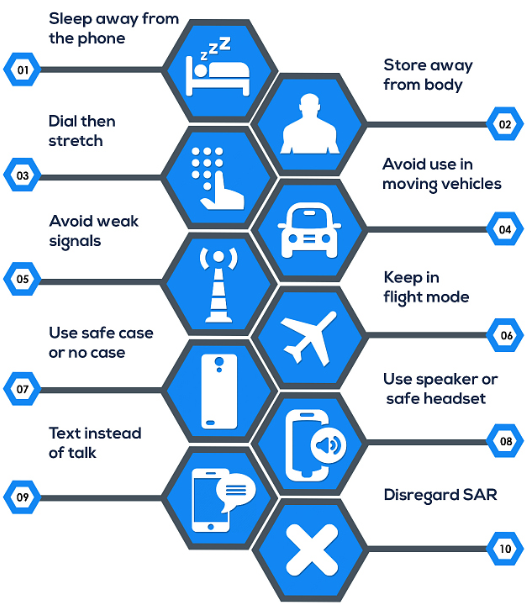 Sleep away from
the phone
zzz
01
Store away
from body
02
Dial then
stretch
03
Avoid use in
moving vehicles
04
Avoid weak
signals
05
Keep in
flight mode
06
Use safe case
or no case
07
Use speaker or
safe headset
08
Text instead
of talk
09
Disregard SAR
10